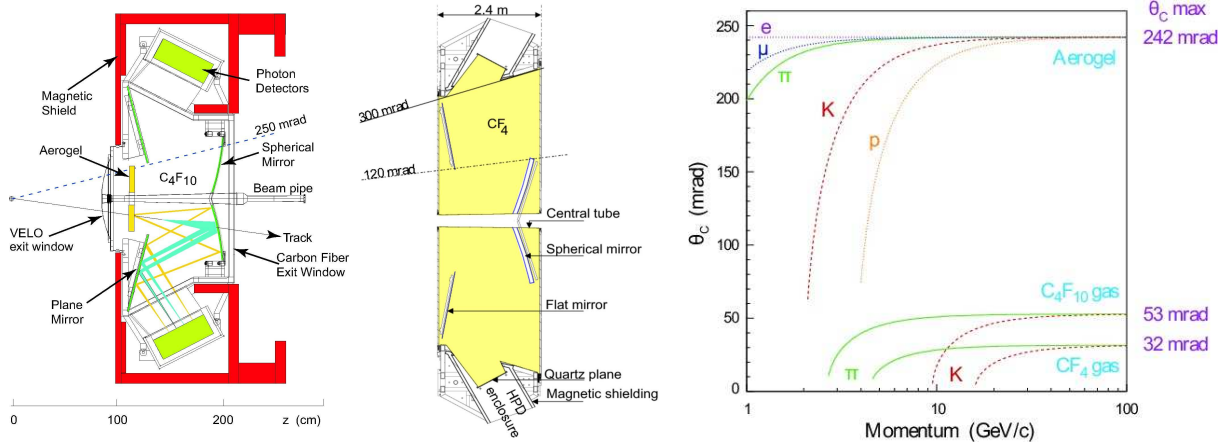 Magnetic
Shield
Photon
Detectors
250 mrad
Aerogel
Spherical
Mirror
C4F10
Beam pipe
VELO
exit window
Track
Carbon Fiber
Exit Window
Plane
Mirror
0
100
200
z (cm)
2.4 m
300 mrad
CF4
120 mrad
Central tube
Spherical mirror
Flat mirror
Quartz plane
Magnetic shielding
HPD
enclosure
θC max
242 mrad
e
μ
π
K
p
Aerogel
C4F10 gas
53 mrad
32 mrad
CF4 gas
π
K
250
200
150
100
50
0
θC (mrad)
1
10
100
Momentum (GeV/c)